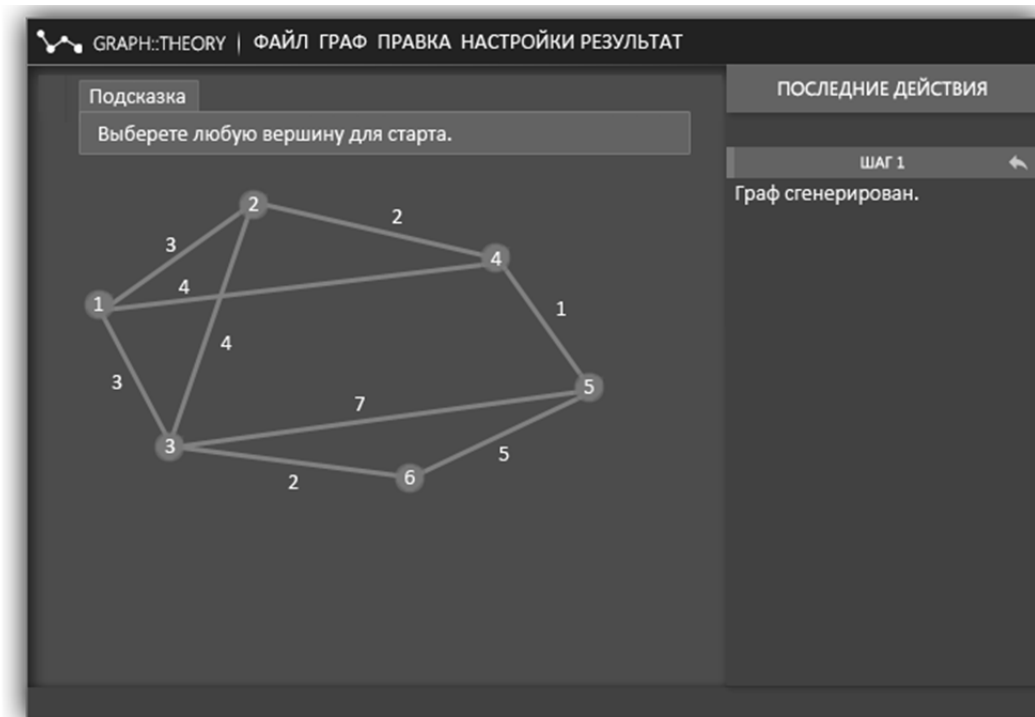 GRAPH::THEORY | ФАЙЛ ГРАФ ПРАВКА НАСТРОЙКИ РЕЗУЛЬТАТ
ПОСЛЕДНИЕ ДЕЙСТВИЯ
Подсказка
Выберете любую вершину для старта.
ШАГ 1
Граф сгенерирован.
2
2
3
4
4
1
1
4
3
5
7
3
5
2
6